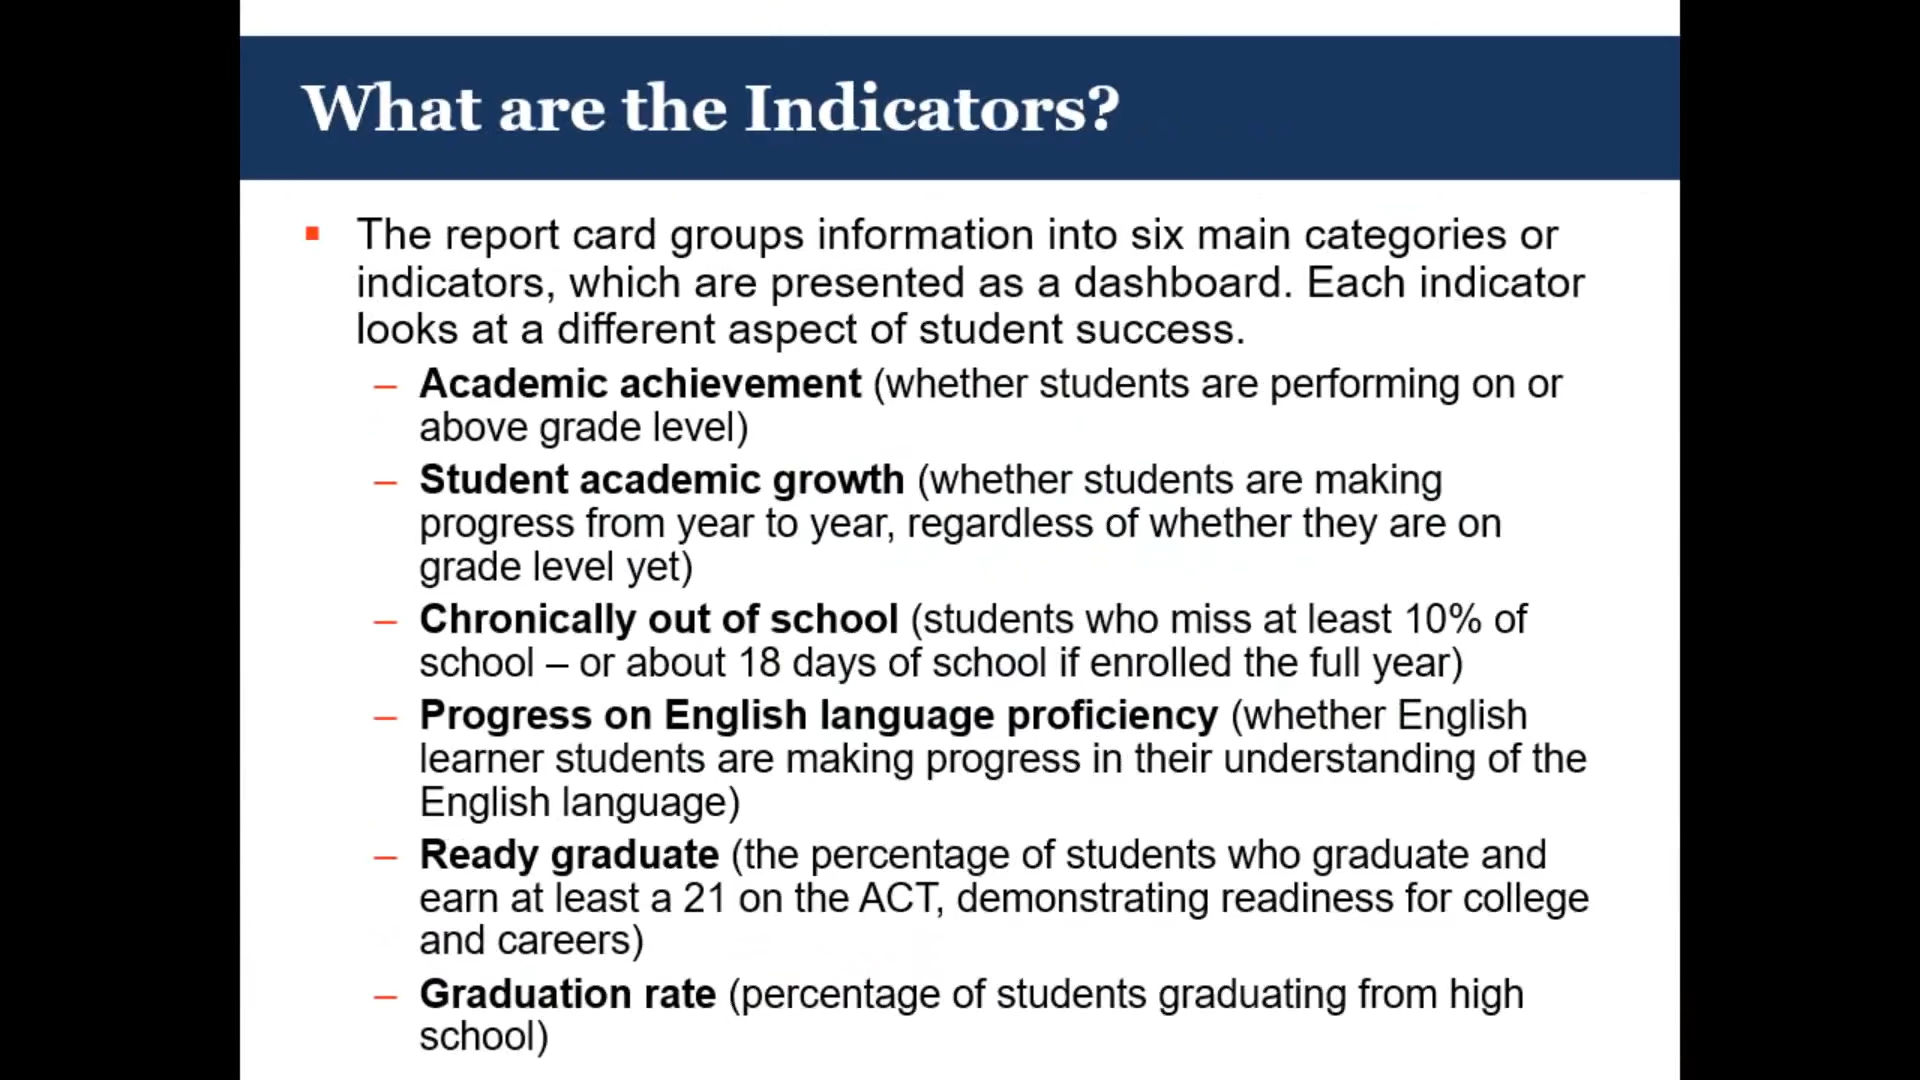 What are the Indicators?
▪ The report card groups information into six main categories or
indicators, which are presented as a dashboard. Each indicator
looks at a different aspect of student success.
– Academic achievement (whether students are performing on or
above grade level)
– Student academic growth (whether students are making
progress from year to year, regardless of whether they are on
grade level yet)
– Chronically out of school (students who miss at least 10% of
school – or about 18 days of school if enrolled the full year)
– Progress on English language proficiency (whether English
learner students are making progress in their understanding of the
English language)
– Ready graduate (the percentage of students who graduate and
earn at least a 21 on the ACT, demonstrating readiness for college
and careers)
– Graduation rate (percentage of students graduating from high
school)